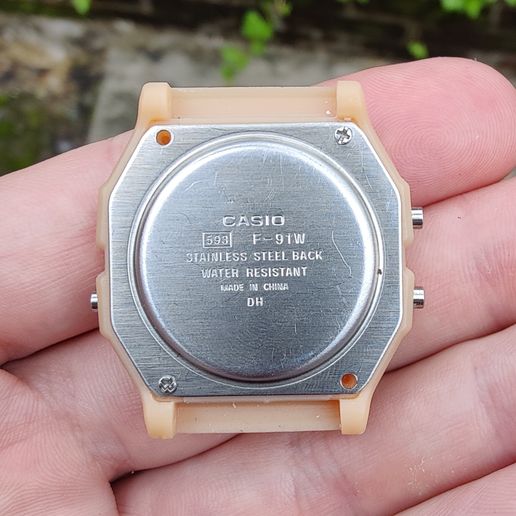 CASIO
593 F-91W
STAINLESS STEEL BACK
WATER RESISTANT
MADE IN CHINA
DH